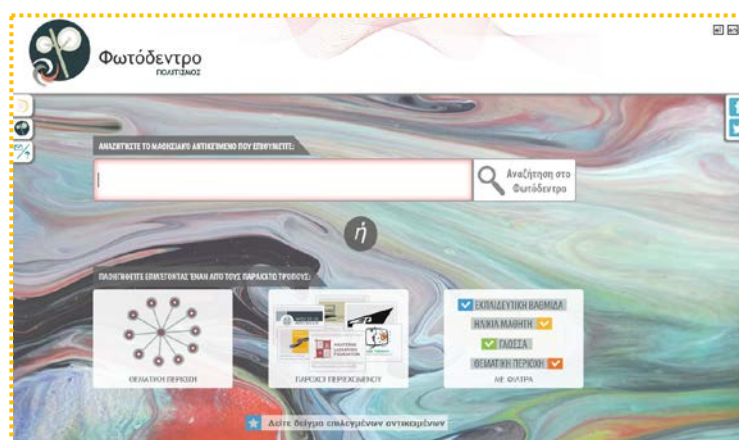 Φωτόδεντρο
ΠΟΛΙΤΙΣΜΟΣ
ΑΝΑΖΗΤΗΣΤΕ ΤΟ ΜΑΘΗΣΙΑΚΟ ΑΝΤΙΚΕΙΜΕΝΟ ΠΟΥ ΕΠΙΘΥΜΕΙΤΕ:
Αναζήτηση στο
Φωτόδεντρο
ή
ΠΛΟΗΓΗΘΕΙΤΕ ΕΠΙΛΕΓΟΝΤΑΣ ΈΝΑΝ ΑΠΟ ΤΟΥΣ ΠΑΡΑΚΑΤΩ ΤΡΟΠΟΥΣ:
ΕΚΠΑΙΔΕΥΤΙΚΗ ΒΑΘΜΙΔΑ
ΗΛΙΚΙΑ ΜΑΘΗΤΗ
ΓΛΩΣΣΑ
ΘΕΜΑΤΙΚΗ ΠΕΡΙΟΧΗ
ΘΕΜΑΤΙΚΗ ΠΕΡΙΟΧΗ
ΠΑΡΟΧΟΙ ΠΕΡΙΕΧΟΜΕΝΟΥ
ΜΕ ΦΙΛΤΡΑ
Δείτε δείγμα επιλεγμένων αντικειμένων